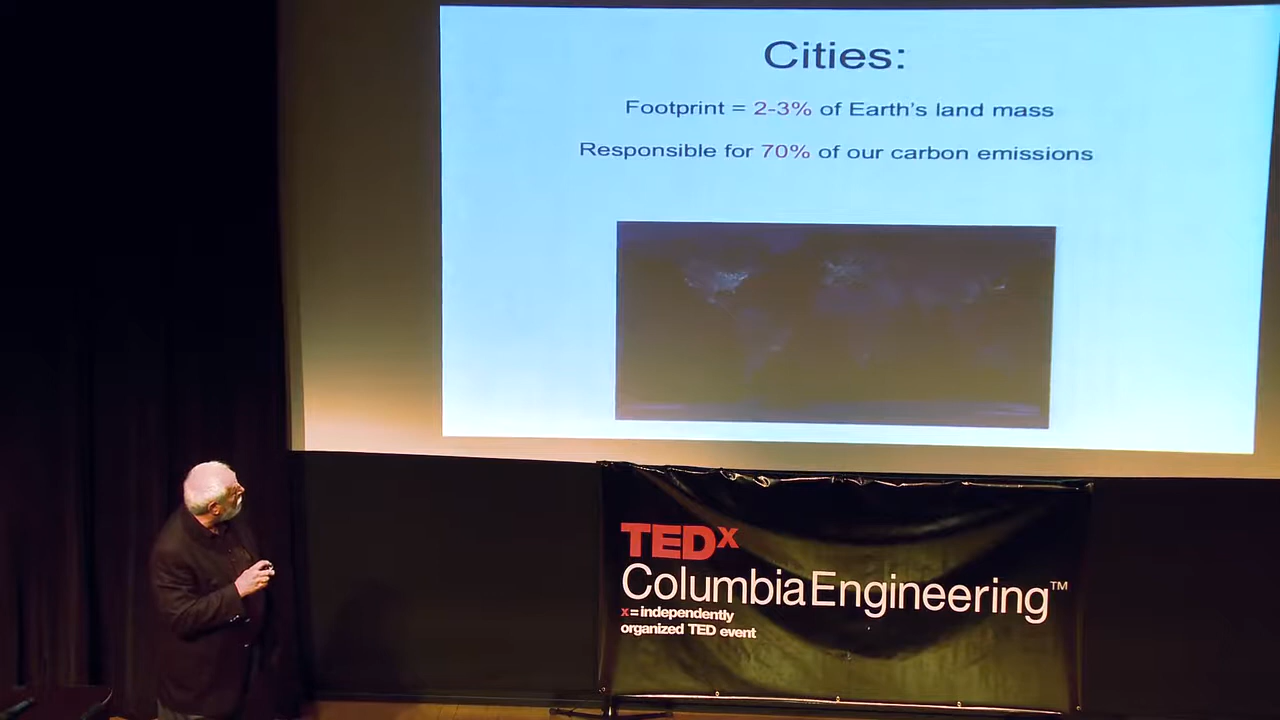 Cities:
Footprint = 2-3% of Earth's land mass
Responsible for 70% of our carbon emissions
TEDx
ColumbiaEngineering™
x = independently
organized TED event